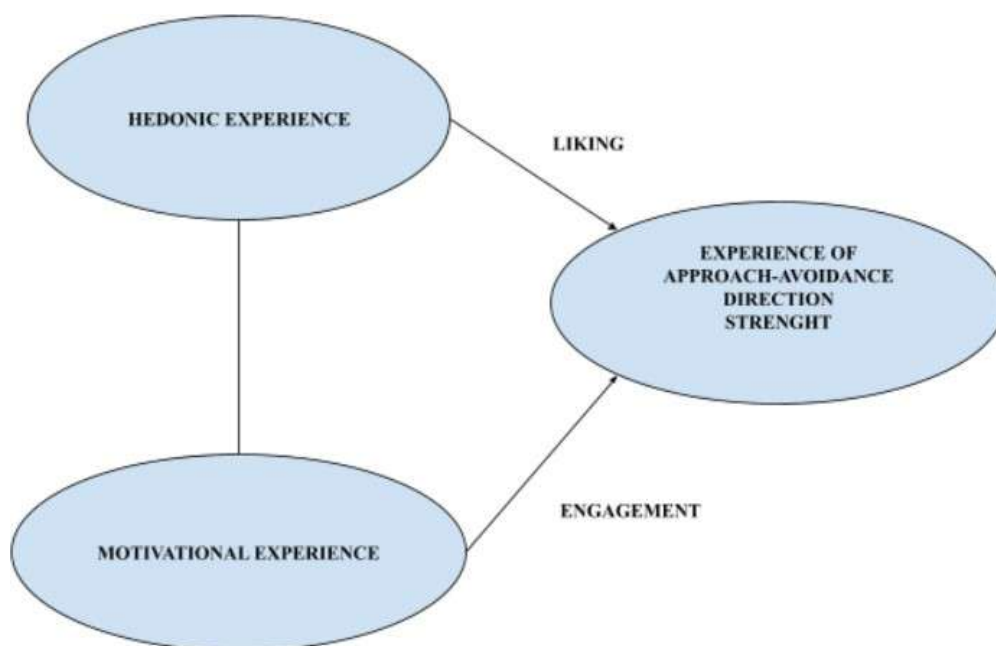 HEDONIC EXPERIENCE
LIKING
EXPERIENCE OF
APPROACH-AVOIDANCE
DIRECTION
STRENGHT
ENGAGEMENT
MOTIVATIONAL EXPERIENCE